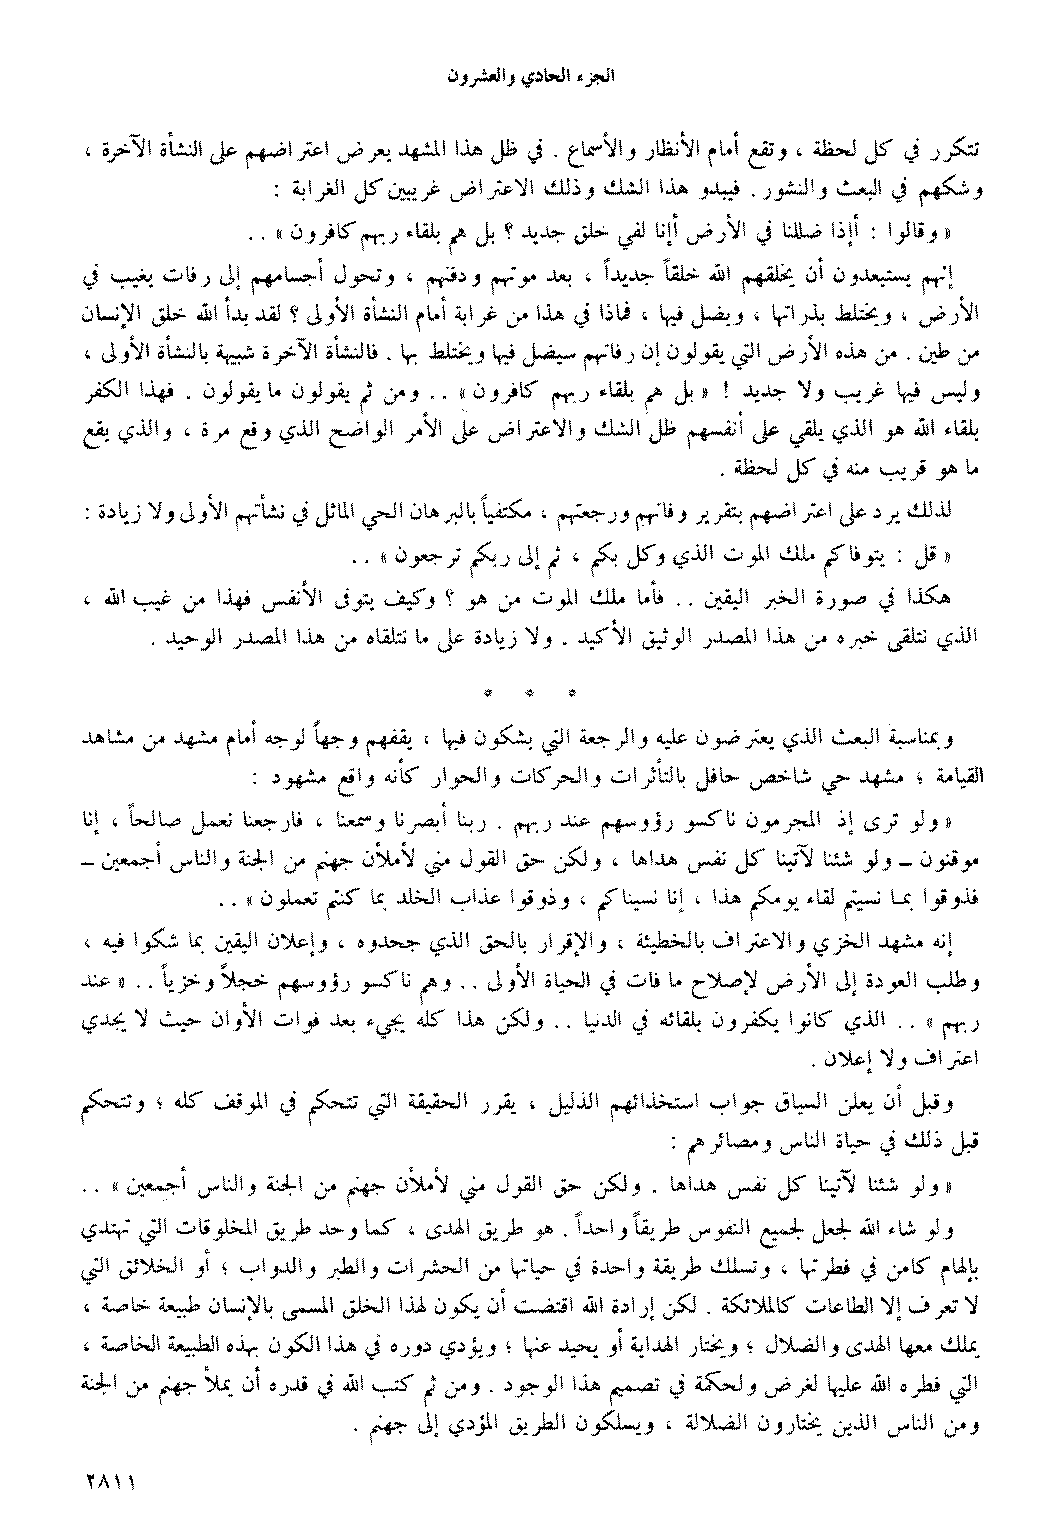 الجزء الحادي والعشرون
تتكرر في كل لحظة ، وتقع أمام الأنظار والأسماع . في ظل هذا المشهد يعرض اعتراضهم على النشأة الآخرة ،
وشكهم في البعث والنشور . فيبدو هذا الشك وذلك الاعتراض غريبين كل الغرابة :
« وقالوا : أإذا ضللنا في الأرض أإنا لفي خلق جديد ؟ بل هم بلقاء ربهم كافرون » . .
إنهم يستبعدون أن يخلقهم الله خلقاً جديداً ، بعد موتهم ودفنهم ، وتحول أجسامهم إلى رفات يغيب في
الأرض ، ويختلط بذراتها ، ويضل فيها ، فماذا في هذا من غرابة أمام النشأة الأولى ؟ لقد بدأ الله خلق الإنسان
من طين . من هذه الأرض التي يقولون إن رفاتهم سيضل فيها ويختلط بها . فالنشأة الآخرة شبيهة بالنشأة الأولى ،
وليس فيها غريب ولا جديد ! « بل هم بلقاء ربهم كافرون » . . ومن ثم يقولون ما يقولون . فهذا الكفر
بلقاء الله هو الذي يلقي على أنفسهم ظل الشك والاعتراض على الأمر الواضح الذي وقع مرة ، والذي يقع
ما هو قريب منه في كل لحظة .
لذلك يرد على اعتراضهم بتقرير وفاتهم ورجعتهم ، مكتفياً بالبرهان الحي الماثل في نشأتهم الأولى ولا زيادة :
« قل : يتوفاكم ملك الموت الذي وكل بكم ، ثم إلى ربكم ترجعون » . .
هكذا في صورة الخبر اليقين . . فأما ملك الموت من هو ؟ وكيف يتوفى الأنفس فهذا من غيب الله ،
الذي نتلقى خبره من هذا المصدر الوثيق الأكيد . ولا زيادة على ما نتلقاه من هذا المصدر الوحيد .
* * *
وبمناسبة البعث الذي يعترضون عليه والرجعة التي يشكون فيها ، يقفهم وجهاً لوجه أمام مشهد من مشاهد
القيامة ؛ مشهد حي شاخص حافل بالتأثرات والحركات والحوار كأنه واقع مشهود :
« ولو ترى إذ المجرمون ناكسو رؤوسهم عند ربهم . ربنا أبصرنا وسمعنا ، فارجعنا نعمل صالحاً ، إنا
موقنون – ولو شئنا لآتينا كل نفس هداها ، ولكن حق القول مني لأملأن جهنم من الجنة والناس أجمعين –
فذوقوا بما نسيتم لقاء يومكم هذا ، إنا نسيناكم ، وذوقوا عذاب الخلد بما كنتم تعملون » . .
إنه مشهد الخزي والاعتراف بالخطيئة ، والإقرار بالحق الذي جحدوه ، وإعلان اليقين بما شكوا فيه ،
وطلب العودة إلى الأرض لإصلاح ما فات في الحياة الأولى . . وهم ناكسو رؤوسهم خجلاً وخزياً . . « عند
ربهم » . . الذي كانوا يكفرون بلقائه في الدنيا . . ولكن هذا كله يجيء بعد فوات الأوان حيث لا يجدي
اعتراف ولا إعلان .
وقبل أن يعلن السياق جواب استخذائهم الذليل ، يقرر الحقيقة التي تتحكم في الموقف كله ؛ وتتحكم
قبل ذلك في حياة الناس ومصائرهم :
« ولو شئنا لآتينا كل نفس هداها . ولكن حق القول مني لأملأن جهنم من الجنة والناس أجمعين » . .
ولو شاء الله لجعل لجميع النفوس طريقاً واحداً . هو طريق الهدى ، كما وحد طريق المخلوقات التي تهتدي
بإلهام كامن في فطرتها ، وتسلك طريقة واحدة في حياتها من الحشرات والطير والدواب ؛ أو الخلائق التي
لا تعرف إلا الطاعات كالملائكة . لكن إرادة الله اقتضت أن يكون لهذا الخلق المسمى بالإنسان طبيعة خاصة ،
يملك معها الهدى والضلال ؛ ويختار الهداية أو يحيد عنها ؛ ويؤدي دوره في هذا الكون بهذه الطبيعة الخاصة ،
التي فطره الله عليها لغرض ولحكمة في تصميم هذا الوجود . ومن ثم كتب الله في قدره أن يملأ جهنم من الجنة
ومن الناس الذين يختارون الضلالة ، ويسلكون الطريق المؤدي إلى جهنم .
٢٨١١